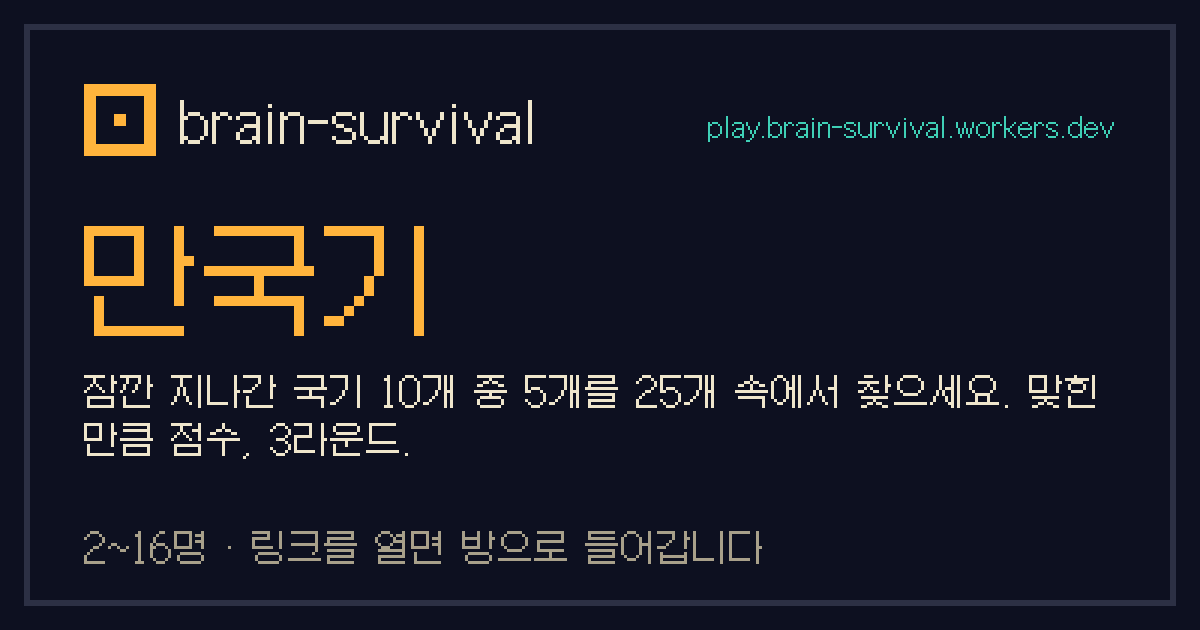 brain-survival
play.brain-survival.workers.dev
만국기
잠깐 지나간 국기 10개 중 5개를 25개 속에서 찾으세요. 맞힌
만큼 점수, 3라운드.
2~16명 · 링크를 열면 방으로 들어갑니다